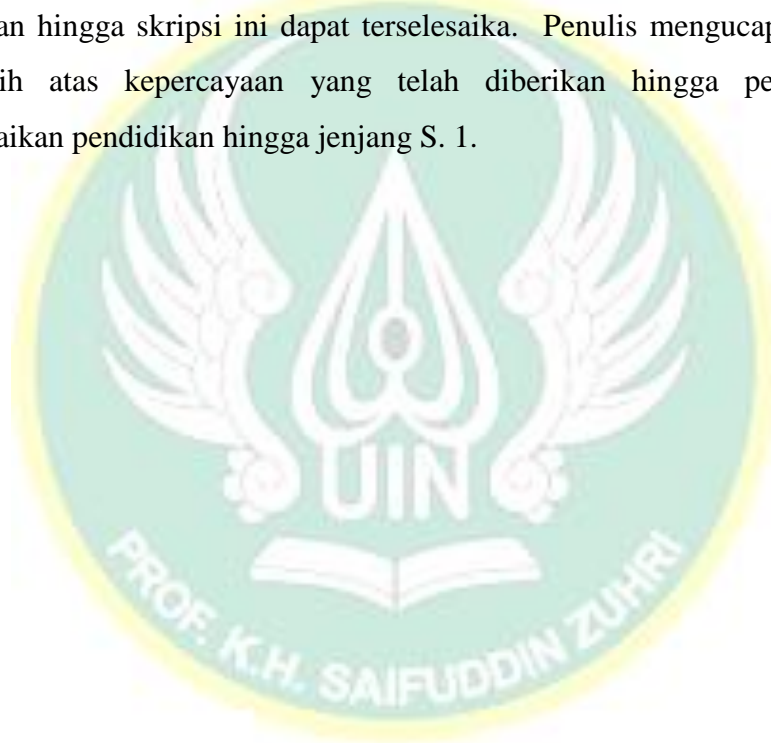 an hingga skripsi ini dapat terselesaika. Penulis mengucap
ih atas kepercayaan yang telah diberikan hingga pe
aikan pendidikan hingga jenjang S. 1.
UIN
PROF. K.H. SAIFUDDIN ZUHRI